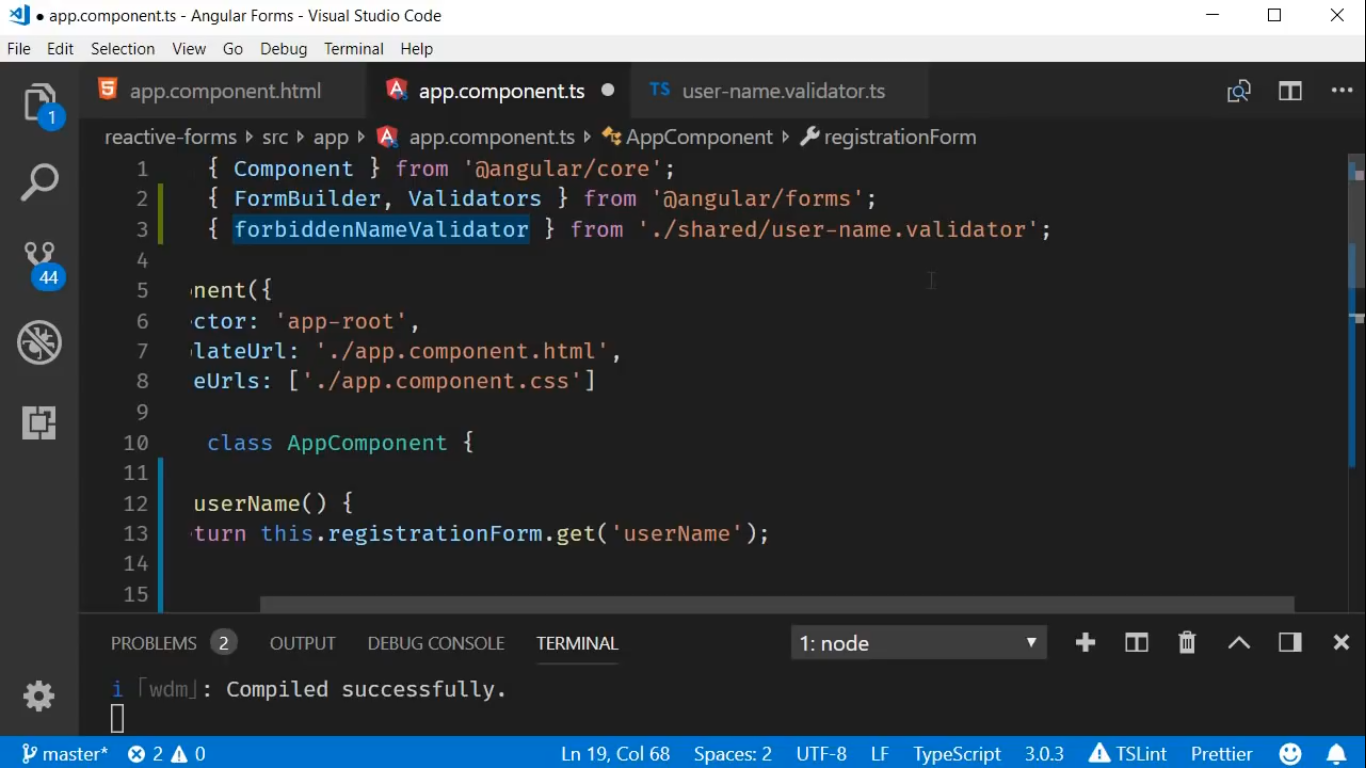 ● app.component.ts - Angular Forms - Visual Studio Code
File Edit Selection View Go Debug Terminal Help
app.component.html app.component.ts ● TS user-name.validator.ts
1
reactive-forms › src › app › app.component.ts › AppComponent › registrationForm
1 { Component } from '@angular/core';
2 { FormBuilder, Validators } from '@angular/forms';
3 { forbiddenNameValidator } from './shared/user-name.validator';
4
5 nent({
6 ctor: 'app-root',
7 lateUrl: './app.component.html',
8 eUrls: ['./app.component.css']
9
10 class AppComponent {
11
12 userName() {
13 turn this.registrationForm.get('userName');
14
15
44
PROBLEMS 2 OUTPUT DEBUG CONSOLE TERMINAL 1: node
i ｢wdm｣: Compiled successfully.
master* 2 0 Ln 19, Col 68 Spaces: 2 UTF-8 LF TypeScript 3.0.3 TSLint Prettier